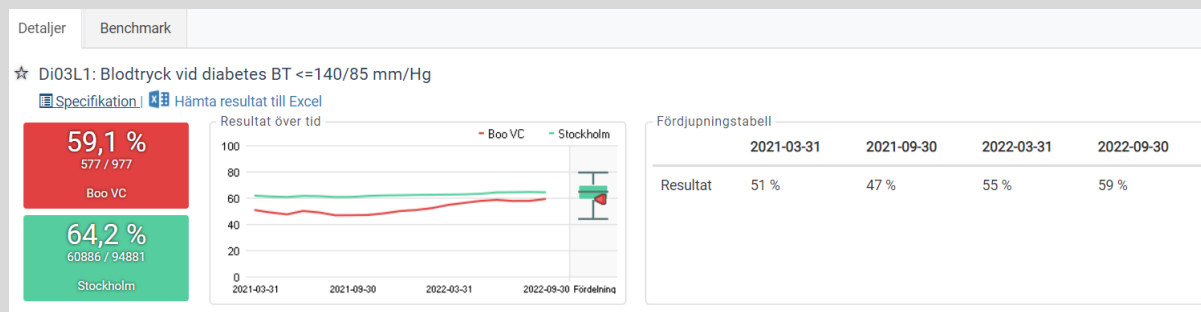 Detaljer Benchmark
☆ Di03L1: Blodtryck vid diabetes BT <=140/85 mm/Hg
Specifikation | Hämta resultat till Excel
59,1 %
577 / 977
Boo VC
64,2 %
60886 / 94881
Stockholm
Resultat över tid
Boo VC Stockholm
100
80
60
40
20
0
2021-03-31 2021-09-30 2022-03-31 2022-09-30 Fördelning
Fördjupningstabell
2021-03-31 2021-09-30 2022-03-31 2022-09-30
Resultat 51 % 47 % 55 % 59 %